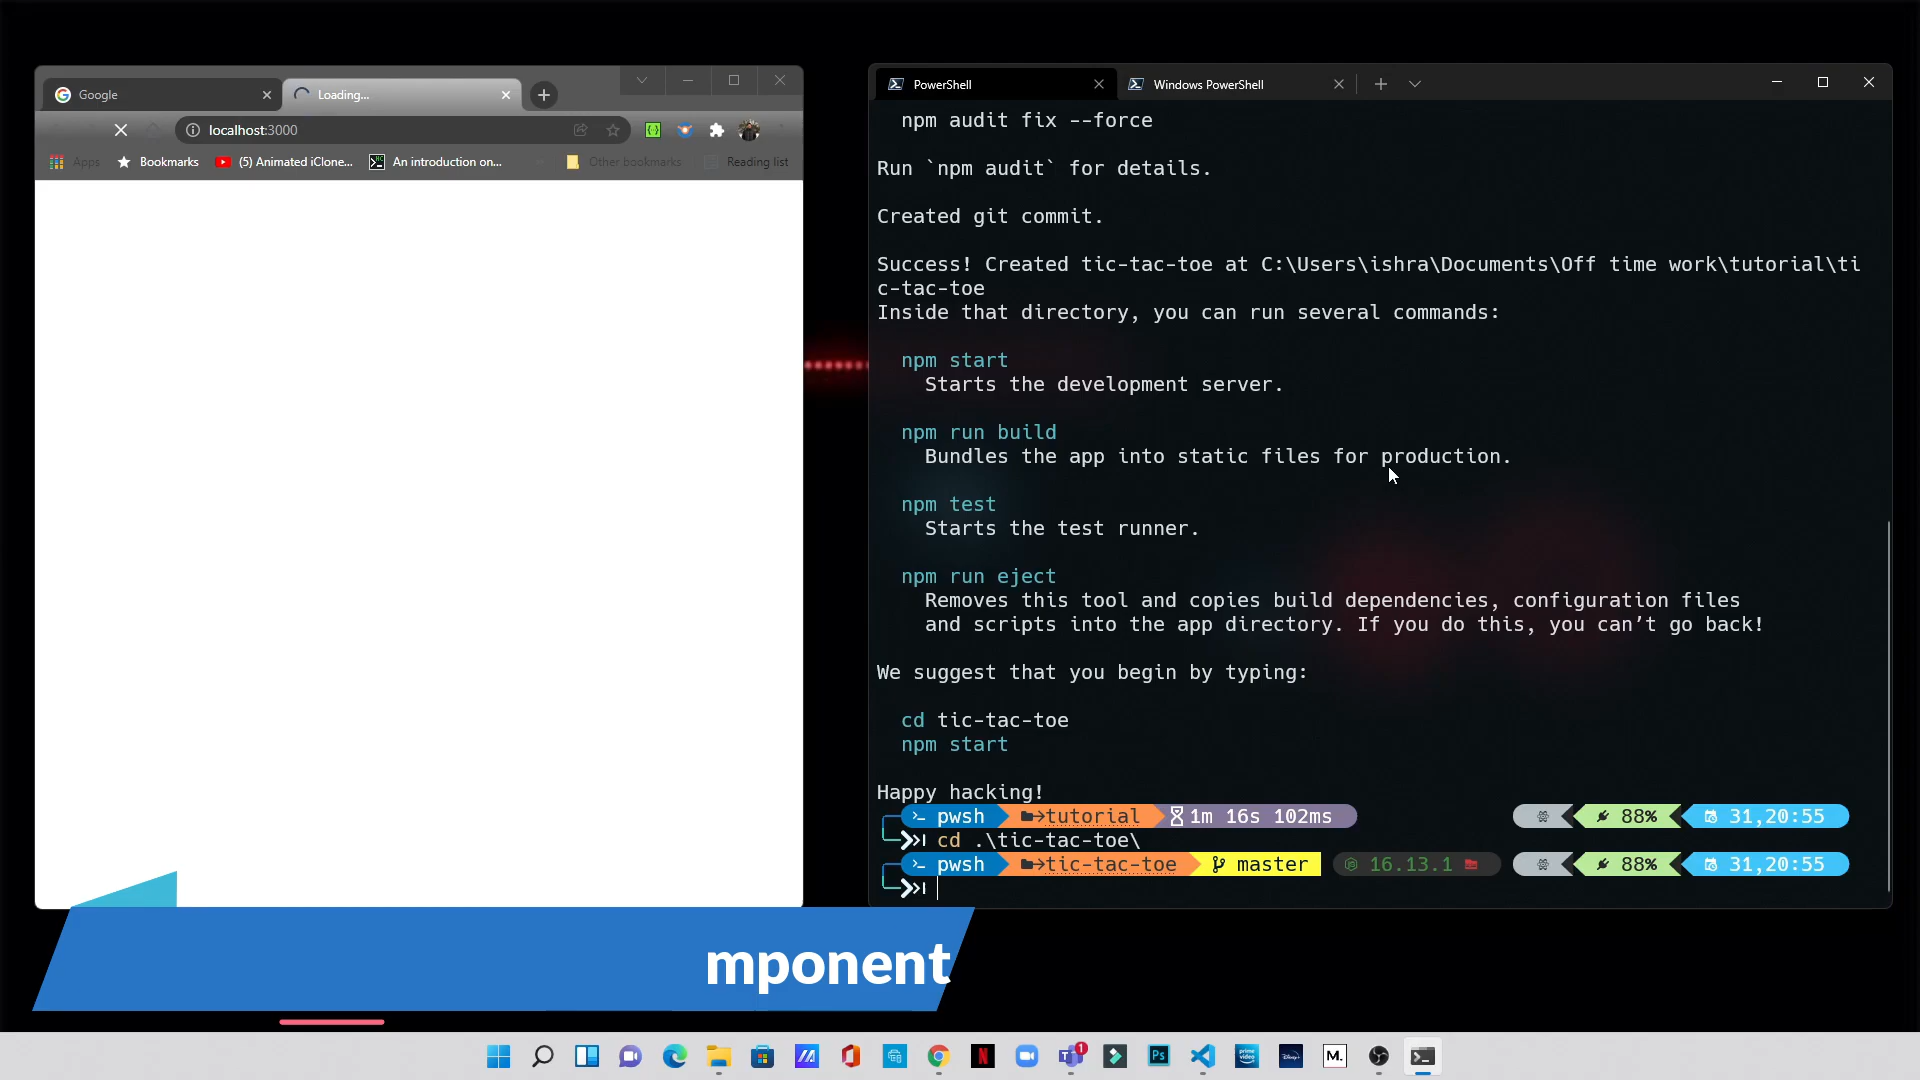 Google
Loading...
localhost:3000
Apps
Bookmarks
(5) Animated iClone...
An introduction on...
Other bookmarks
Reading list
PowerShell
Windows PowerShell
npm audit fix --force
Run `npm audit` for details.
Created git commit.
Success! Created tic-tac-toe at C:\Users\ishra\Documents\Off time work\tutorial\ti
c-tac-toe
Inside that directory, you can run several commands:
npm start
Starts the development server.
npm run build
Bundles the app into static files for production.
npm test
Starts the test runner.
npm run eject
Removes this tool and copies build dependencies, configuration files
and scripts into the app directory. If you do this, you can’t go back!
We suggest that you begin by typing:
cd tic-tac-toe
npm start
Happy hacking!
pwsh tutorial 1m 16s 102ms 88% 31,20:55
cd .\tic-tac-toe\
pwsh tic-tac-toe master 16.13.1 88% 31,20:55
mponent
N
1
Ps
prime video
Disney+
M.